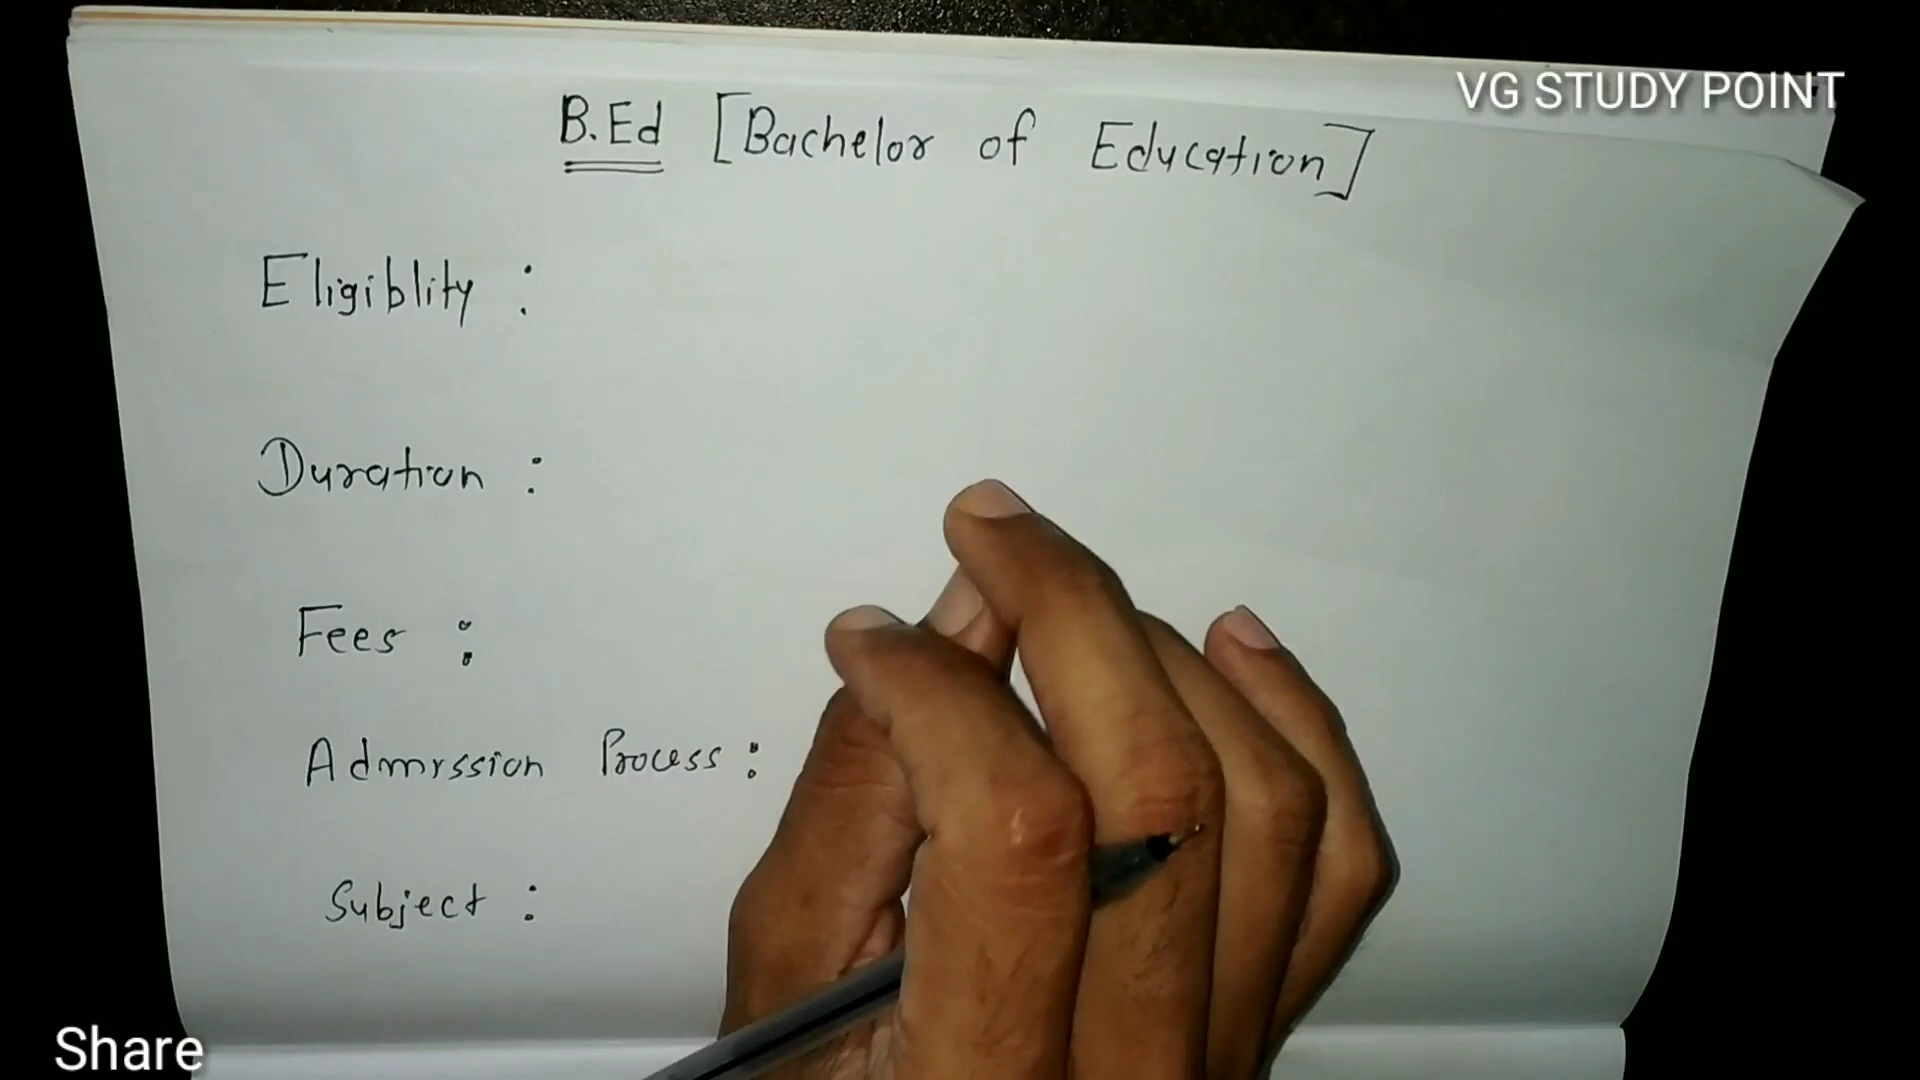 VG STUDY POINT
B.Ed [Bachelor of Education]
Eligiblity :
Duration :
Fees :
Admission Process :
Subject :
Share